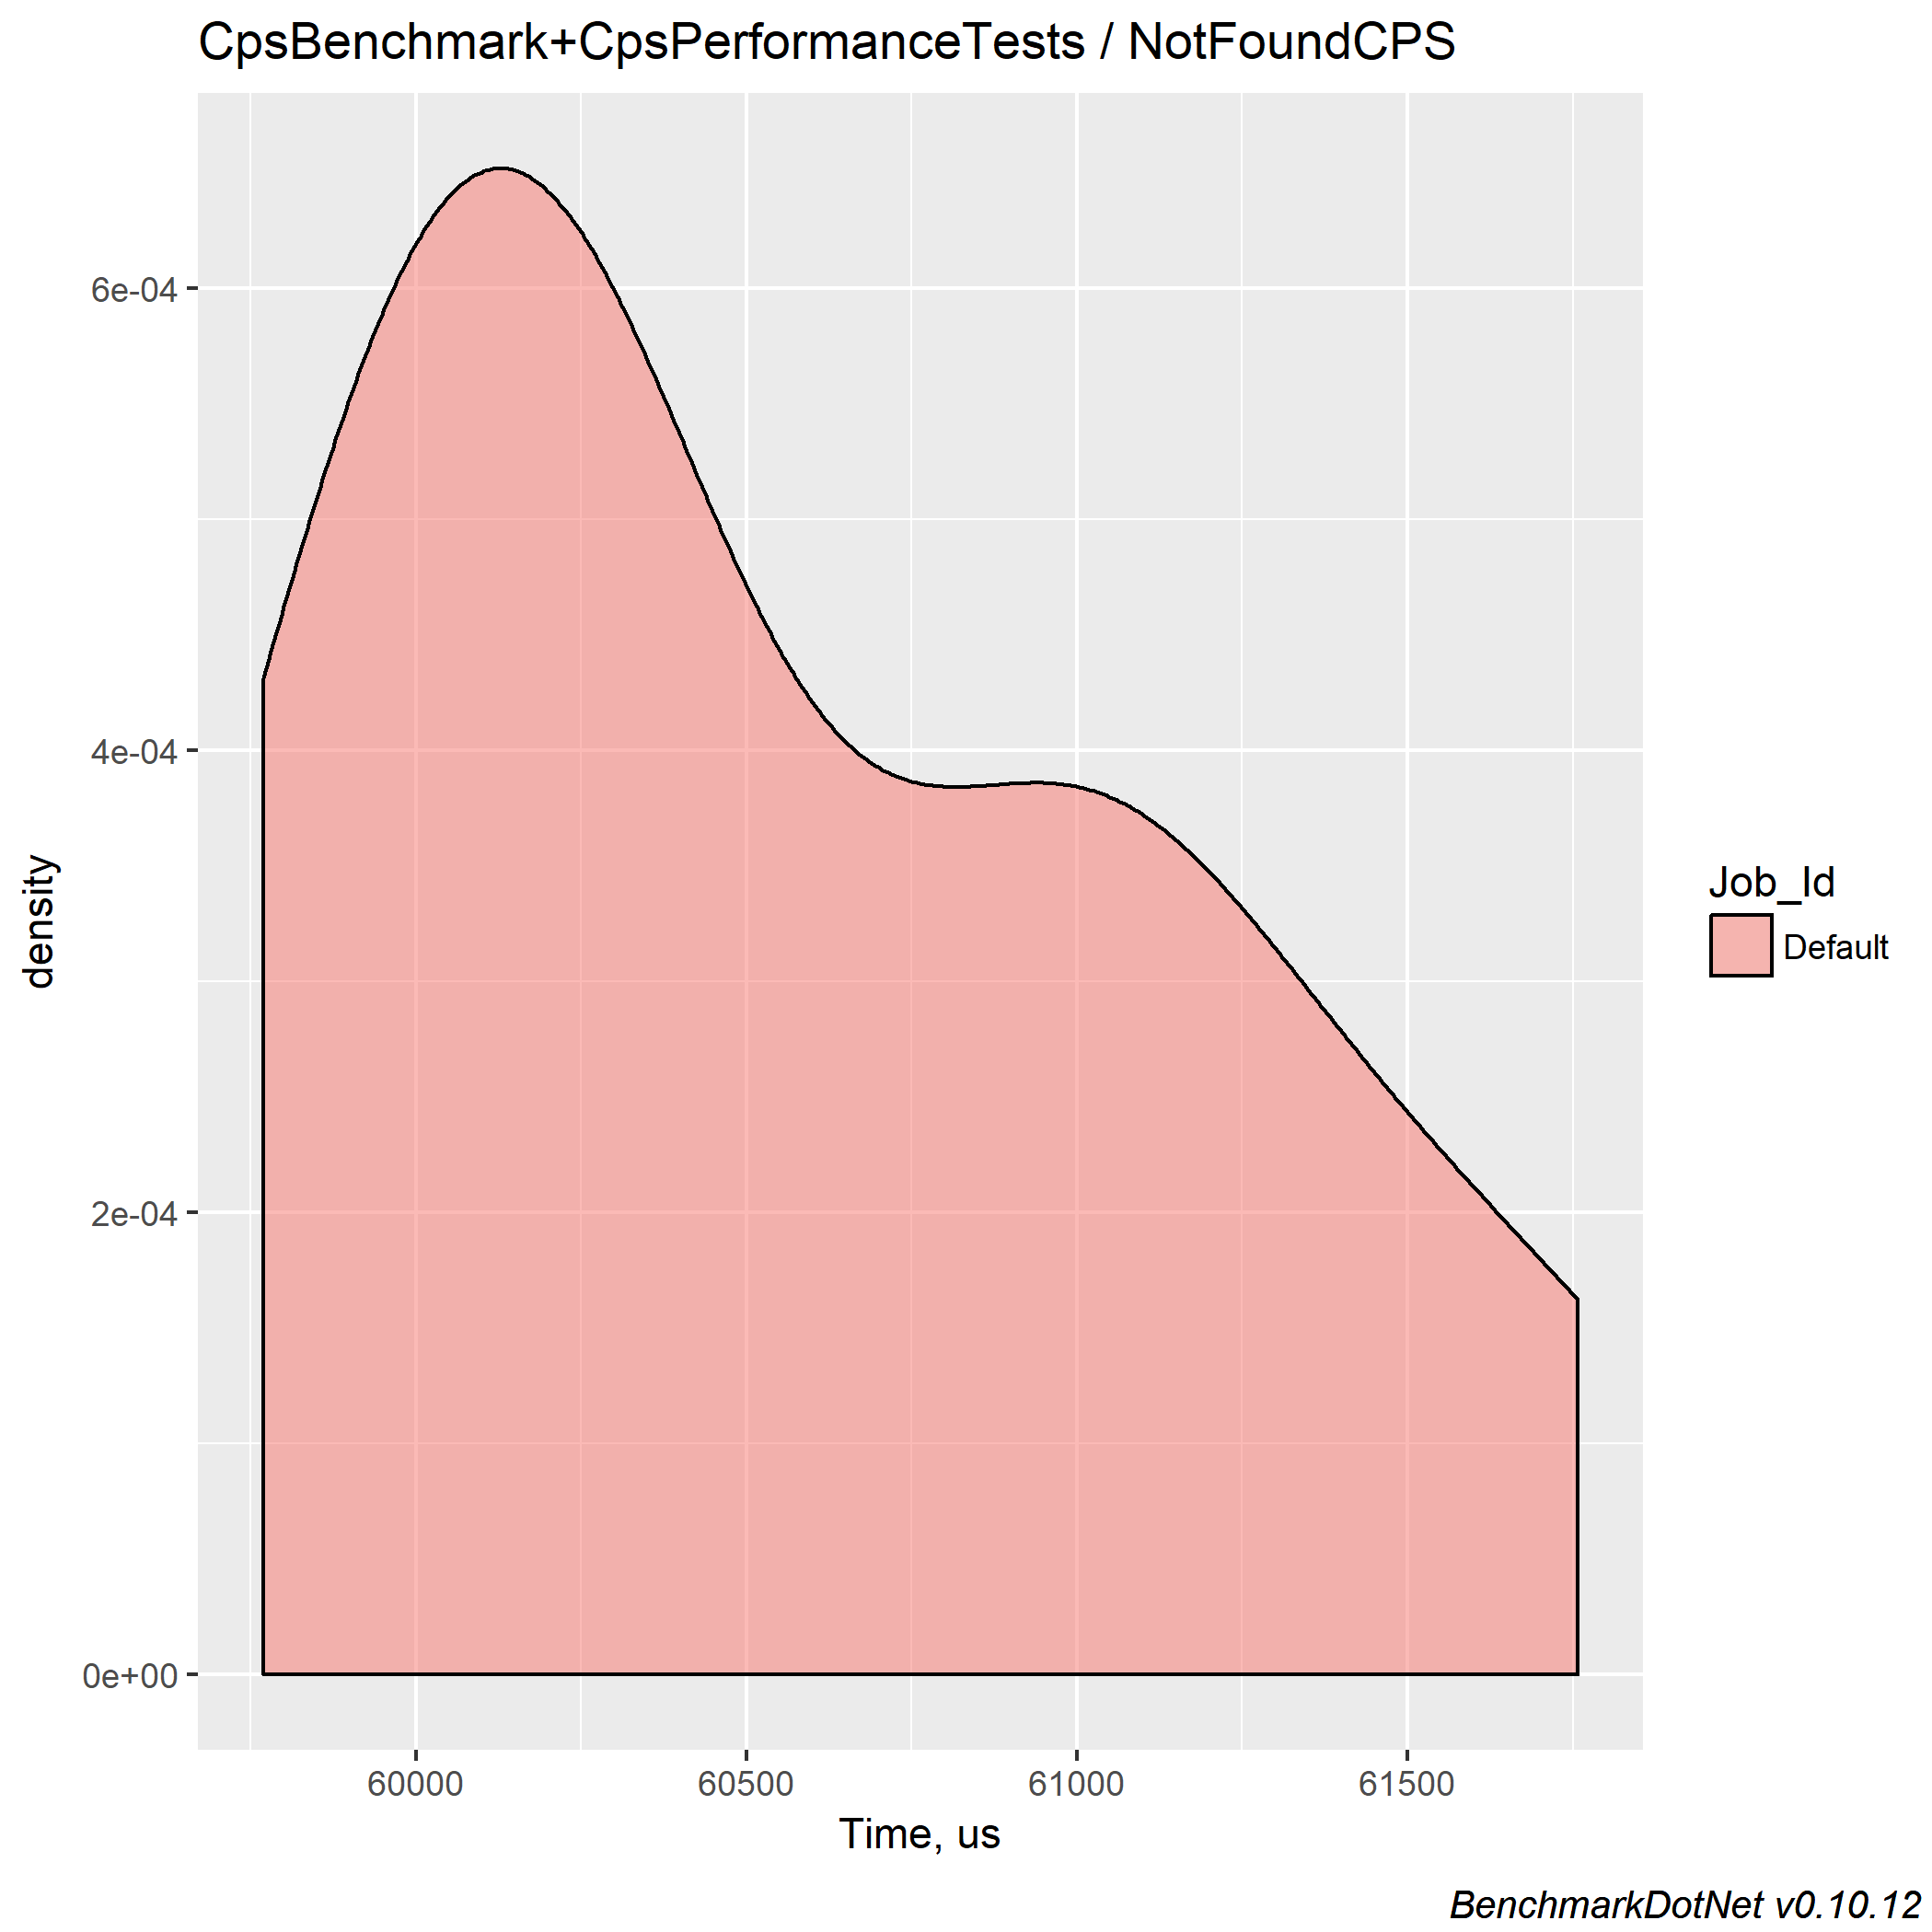 CpsBenchmark+CpsPerformanceTests / NotFoundCPS
6e-04
4e-04
2e-04
0e+00
density
60000 60500 61000 61500
Time, us
Job_Id
Default
BenchmarkDotNet v0.10.12